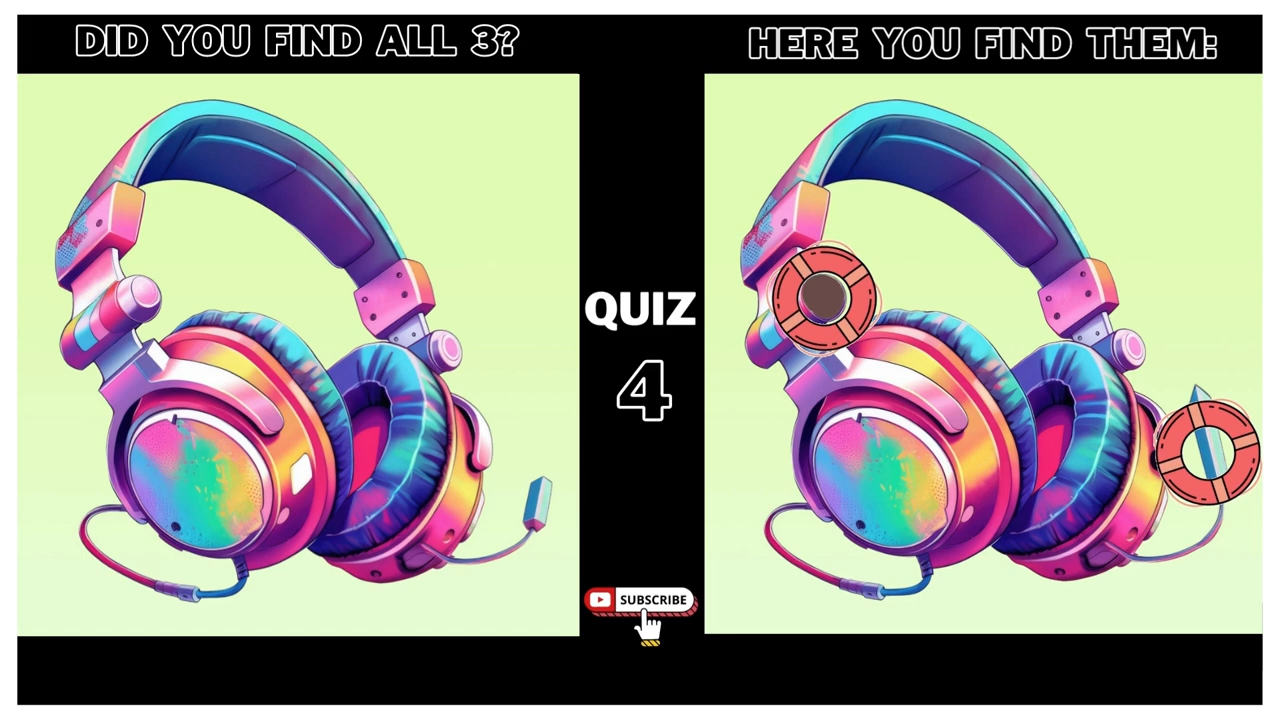 DID YOU FIND ALL 3?
HERE YOU FIND THEM:
QUIZ
4
SUBSCRIBE